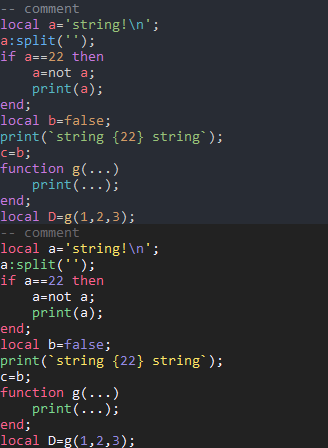 -- comment
local a='string!\n';
a:split('');
if a==22 then
    a=not a;
    print(a);
end;
local b=false;
print(`string {22} string`);
c=b;
function g(...)
    print(...);
end;
local D=g(1,2,3);
-- comment
local a='string!\n';
a:split('');
if a==22 then
    a=not a;
    print(a);
end;
local b=false;
print(`string {22} string`);
c=b;
function g(...)
    print(...);
end;
local D=g(1,2,3);